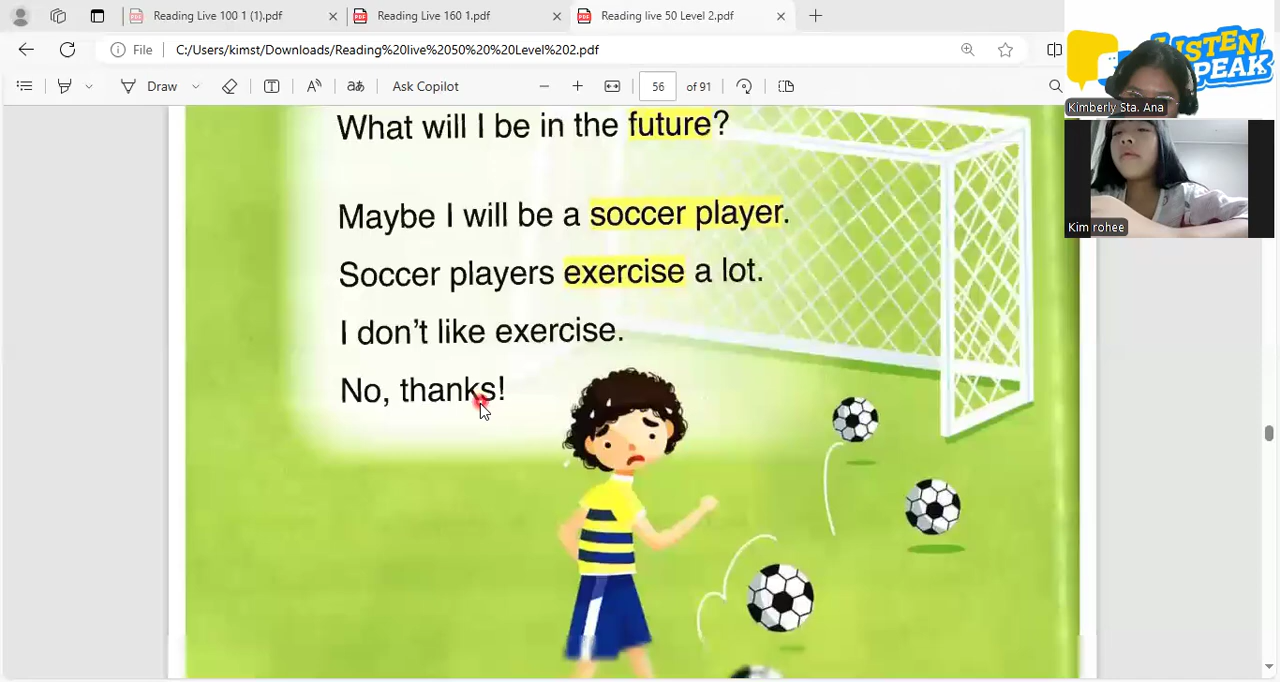 Reading Live 100 1 (1).pdf
Reading Live 160 1.pdf
Reading live 50 Level 2.pdf
File
C:/Users/kimst/Downloads/Reading%20live%2050%20%20Level%202.pdf
Draw
Ask Copilot
56
of 91
LISTEN
SPEAK
Kimberly Sta. Ana
Kim rohee
What will I be in the future?
Maybe I will be a soccer player.
Soccer players exercise a lot.
I don't like exercise.
No, thanks!